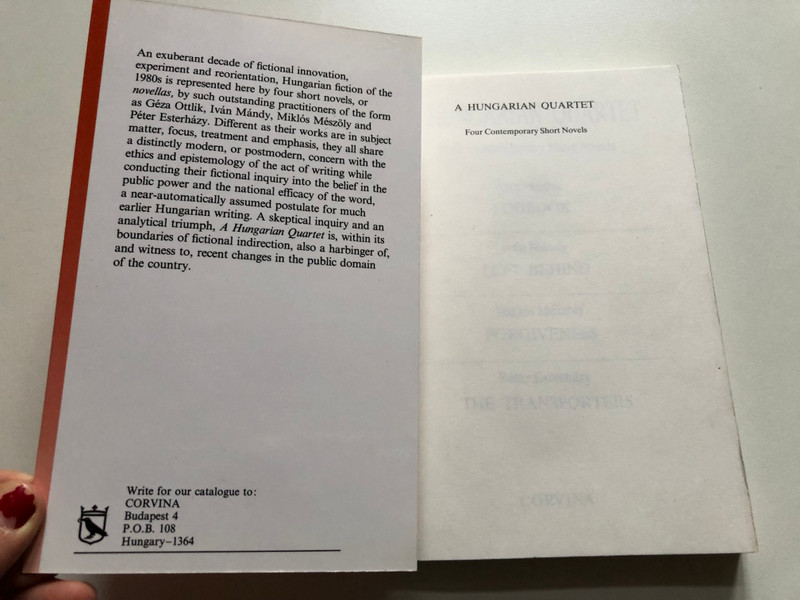 An exuberant decade of fictional innovation,
experiment and reorientation, Hungarian fiction of the
1980s is represented here by four short novels, or
novellas, by such outstanding practitioners of the form
as Géza Ottlik, Iván Mándy, Miklós Mészöly and
Péter Esterházy. Different as their works are in subject
matter, focus, treatment and emphasis, they all share
a distinctly modern, or postmodern, concern with the
ethics and epistemology of the act of writing while
conducting their fictional inquiry into the belief in the
public power and the national efficacy of the word,
a near-automatically assumed postulate for much
earlier Hungarian writing. A skeptical inquiry and an
analytical triumph, A Hungarian Quartet is, within its
boundaries of fictional indirection, also a harbinger of,
and witness to, recent changes in the public domain
of the country.
Write for our catalogue to:
CORVINA
Budapest 4
P.O.B. 108
Hungary–1364
A HUNGARIAN QUARTET
Four Contemporary Short Novels
LEFT BEHIND
FORGIVENESS
THE TRANSPORTERS
CORVINA